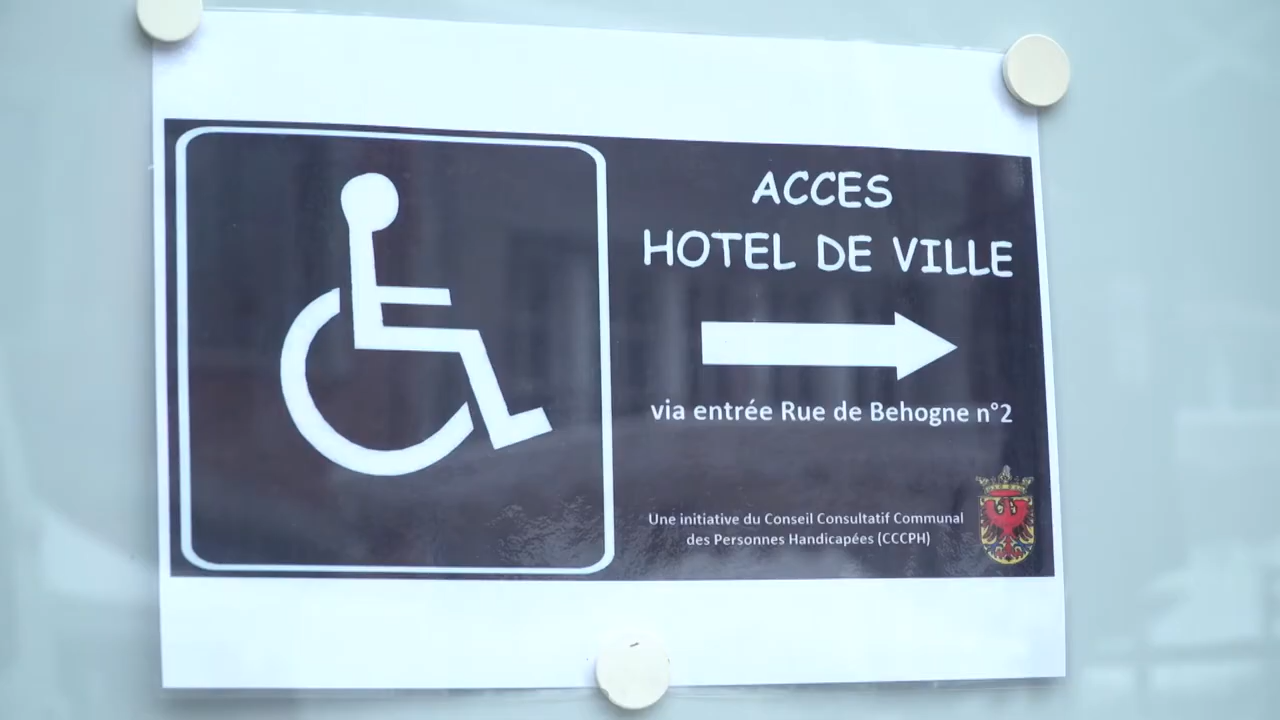 ACCES
HOTEL DE VILLE
via entrée Rue de Behogne n°2
Une initiative du Conseil Consultatif Communal
des Personnes Handicapées (CCCPH)